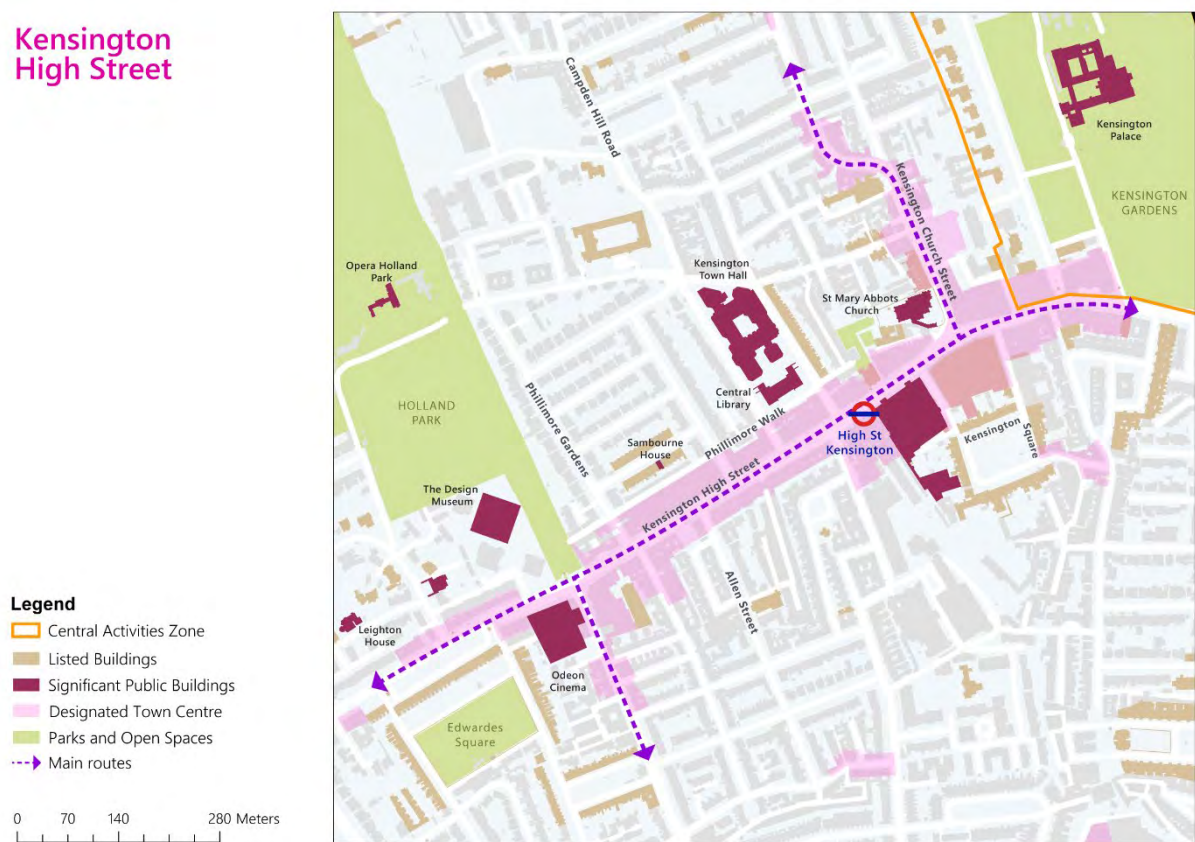 Kensington
High Street
Campden Hill Road
Kensington
Palace
KENSINGTON
GARDENS
Kensington Church Street
Opera Holland
Park
Kensington
Town Hall
St Mary Abbots
Church
HOLLAND
PARK
Phillimore Gardens
Central
Library
Phillimore Walk
Sambourne
House
High St
Kensington
Kensington
Square
Kensington High Street
The Design
Museum
Allen Street
Leighton
House
Odeon
Cinema
Edwardes
Square
Legend
Central Activities Zone
Listed Buildings
Significant Public Buildings
Designated Town Centre
Parks and Open Spaces
Main routes
0 70 140 280 Meters